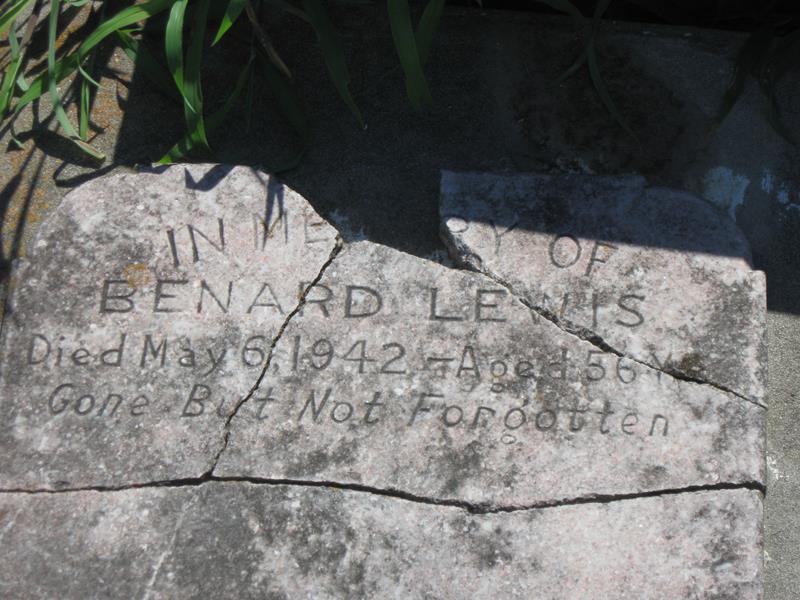 IN ME RY OF
BENARD LEWIS
Died May 6, 1942 – Aged 56 Y
Gone But Not Forgotten